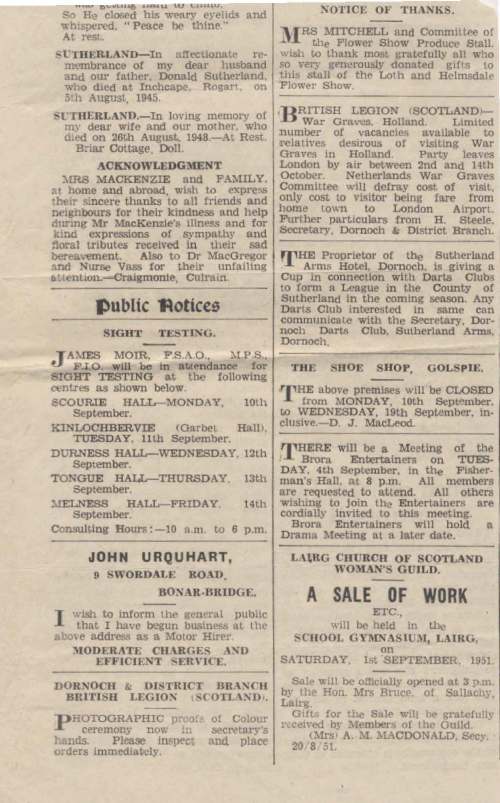 was getting hard to climb.
So He closed his weary eyelids and
whispered, "Peace be thine."
At rest.
SUTHERLAND—In affectionate re-
membrance of my dear husband
and our father, Donald Sutherland,
who died at Inchcape, Rogart, on
5th August, 1945.
SUTHERLAND.—In loving memory of
my dear wife and our mother, who
died on 26th August, 1948.—At Rest.
Briar Cottage, Doll.
ACKNOWLEDGMENT
MRS MACKENZIE and FAMILY,
at home and abroad, wish to express
their sincere thanks to all friends and
neighbours for their kindness and help
during Mr MacKenzie's illness and for
kind expressions of sympathy and
floral tributes received in their sad
bereavement. Also to Dr MacGregor
and Nurse Vass for their unfailing
attention.—Craigmonie, Culrain.
Public Notices
SIGHT TESTING.
JAMES MOIR, F.S.A.O., M.P.S.,
F.I.O. will be in attendance for
SIGHT TESTING at the following
centres as shown below.
SCOURIE HALL—MONDAY, 10th
September.
KINLOCHBERVIE (Garbet Hall),
TUESDAY, 11th September.
DURNESS HALL—WEDNESDAY, 12th
September.
TONGUE HALL—THURSDAY, 13th
September.
MELNESS HALL—FRIDAY, 14th
September.
Consulting Hours:—10 a.m. to 6 p.m.
JOHN URQUHART,
9 SWORDALE ROAD,
BONAR-BRIDGE.
I wish to inform the general public
that I have begun business at the
above address as a Motor Hirer.
MODERATE CHARGES AND
EFFICIENT SERVICE.
DORNOCH & DISTRICT BRANCH
BRITISH LEGION (SCOTLAND).
PHOTOGRAPHIC proofs of Colour
ceremony now in secretary's
hands. Please inspect and place
orders immediately.
NOTICE OF THANKS.
MRS MITCHELL and Committee of
the Flower Show Produce Stall,
wish to thank most gratefully all who
so very generously donated gifts to
this stall of the Loth and Helmsdale
Flower Show.
BRITISH LEGION (SCOTLAND)—
War Graves, Holland. Limited
number of vacancies available to
relatives desirous of visiting War
Graves in Holland. Party leaves
London by air between 2nd and 14th
October. Netherlands War Graves
Committee will defray cost of visit,
only cost to visitor being fare from
home town to London Airport.
Further particulars from H. Steele,
Secretary, Dornoch & District Branch.
THE Proprietor of the Sutherland
Arms Hotel, Dornoch, is giving a
Cup in connection with Darts Clubs
to form a League in the County of
Sutherland in the coming season. Any
Darts Club interested in same can
communicate with the Secretary, Dor-
noch Darts Club, Sutherland Arms,
Dornoch.
THE SHOE SHOP, GOLSPIE.
THE above premises will be CLOSED
from MONDAY, 10th September,
to WEDNESDAY, 19th September, in-
clusive.—D. J. MacLeod.
THERE will be a Meeting of the
Brora Entertainers on TUES-
DAY, 4th September, in the Fisher-
man's Hall, at 8 p.m. All members
are requested to attend. All others
wishing to join the Entertainers are
cordially invited to this meeting.
Brora Entertainers will hold a
Drama Meeting at a later date.
LAIRG CHURCH OF SCOTLAND
WOMAN'S GUILD.
A SALE OF WORK
ETC.,
will be held in the
SCHOOL GYMNASIUM, LAIRG,
on
SATURDAY, 1st SEPTEMBER, 1951.
Sale will be officially opened at 3 p.m.
by the Hon. Mrs Bruce, of Sallachy,
Lairg.
Gifts for the Sale will be gratefully
received by Members of the Guild.
(Mrs) A. M. MACDONALD, Secy.
20/8/51.